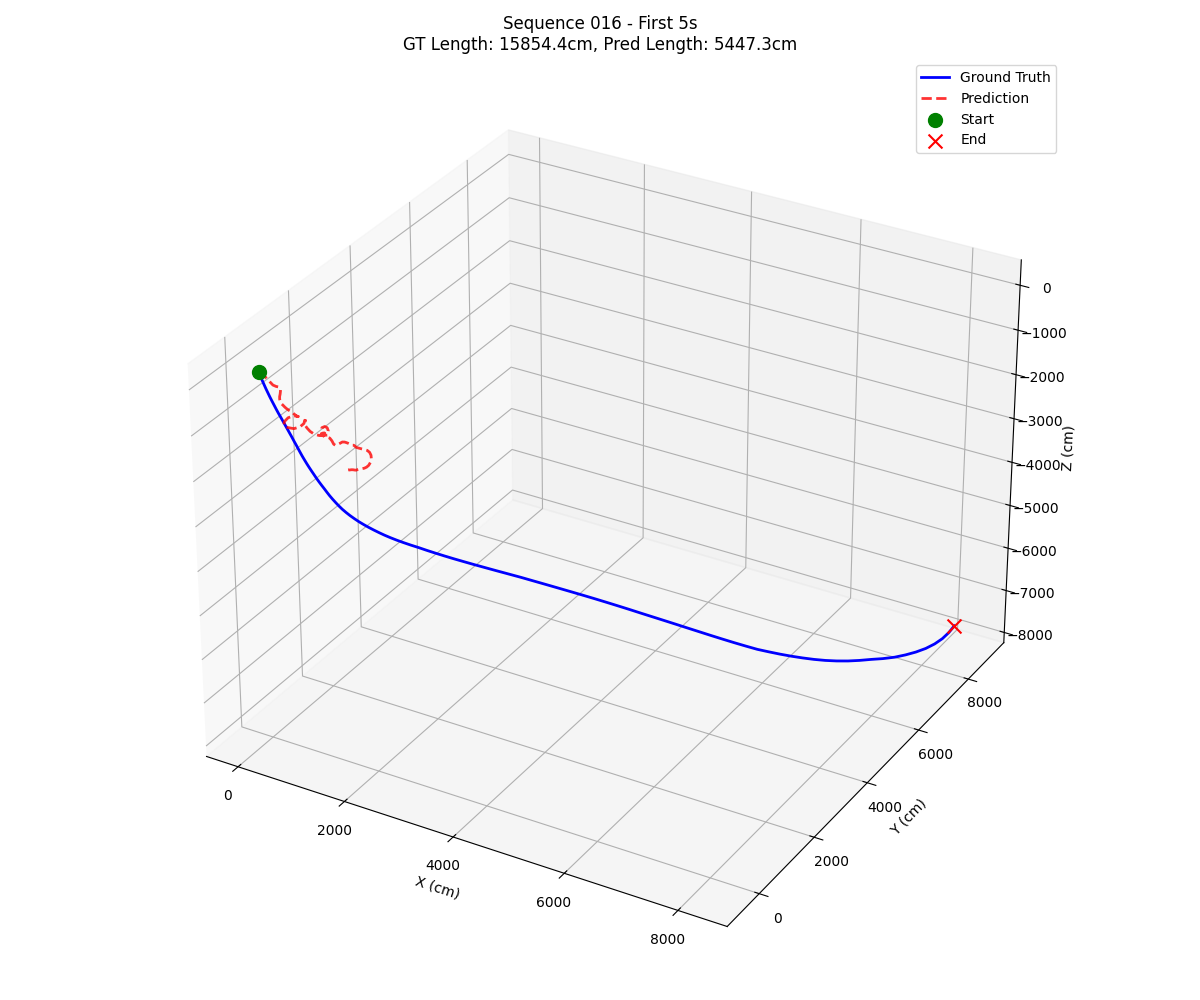 Sequence 016 - First 5s
GT Length: 15854.4cm, Pred Length: 5447.3cm
Ground Truth
Prediction
Start
End
0
−1000
−2000
−3000
−4000
−5000
−6000
−7000
−8000
Z (cm)
0
2000
4000
6000
8000
X (cm)
0
2000
4000
6000
8000
Y (cm)